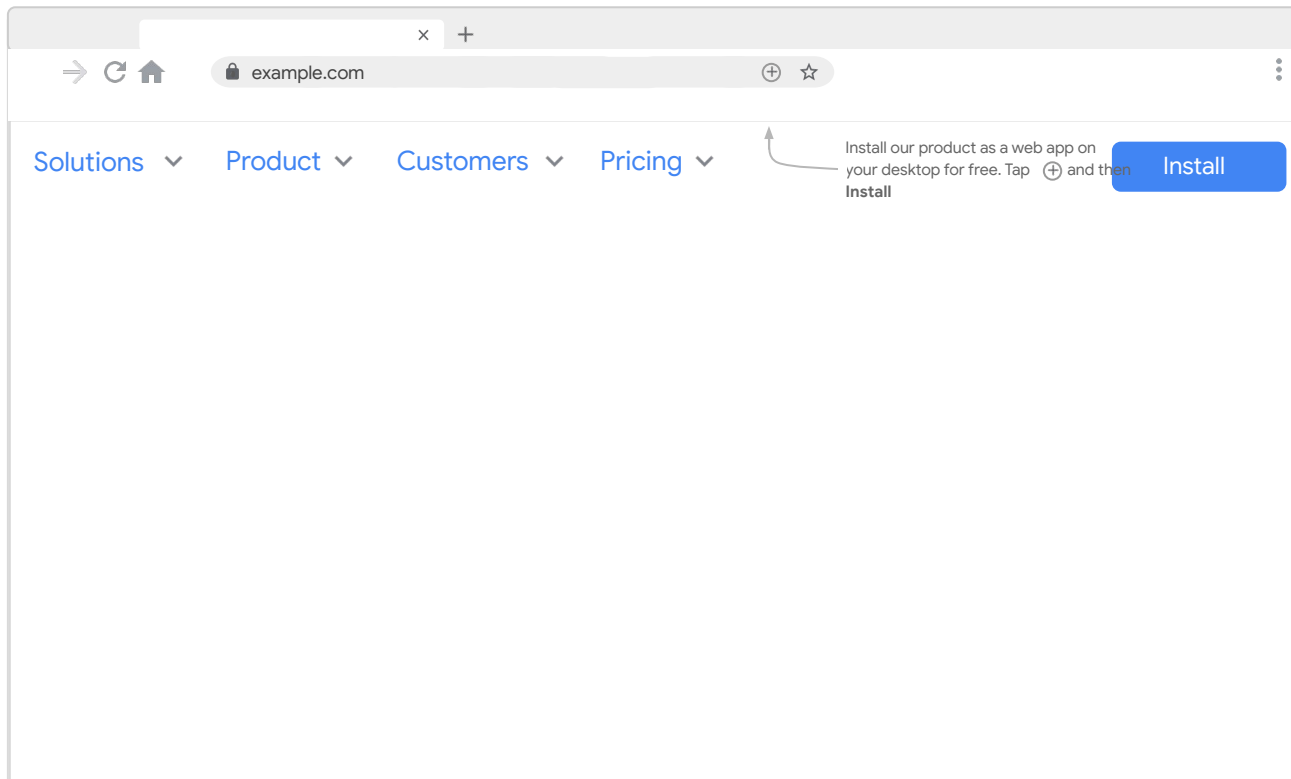 example.com
Solutions
Product
Customers
Pricing
Install our product as a web app on
your desktop for free. Tap ⊕ and then
Install
Install